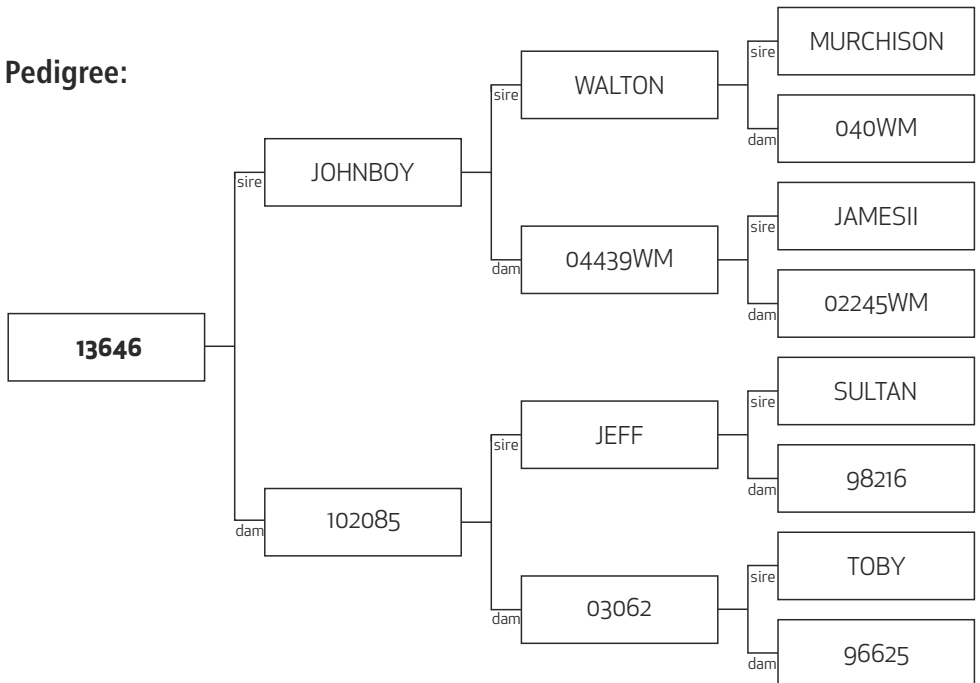 Pedigree:
13646
sire
JOHNBOY
dam
102085
sire
WALTON
dam
04439WM
sire
JEFF
dam
03062
sire
MURCHISON
dam
040WM
sire
JAMESII
dam
02245WM
sire
SULTAN
dam
98216
sire
TOBY
dam
96625